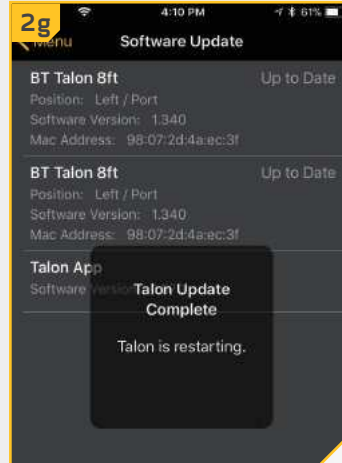 2g
4:10 PM
61%
Menu
Software Update
BT Talon 8ft
Up to Date
Position: Left / Port
Software Version: 1.340
Mac Address: 98:07:2d:4a:ec:3f
BT Talon 8ft
Up to Date
Position: Left / Port
Software Version: 1.340
Mac Address: 98:07:2d:4a:ec:3f
Talon App
Software Version
Talon Update
Complete
Talon is restarting.